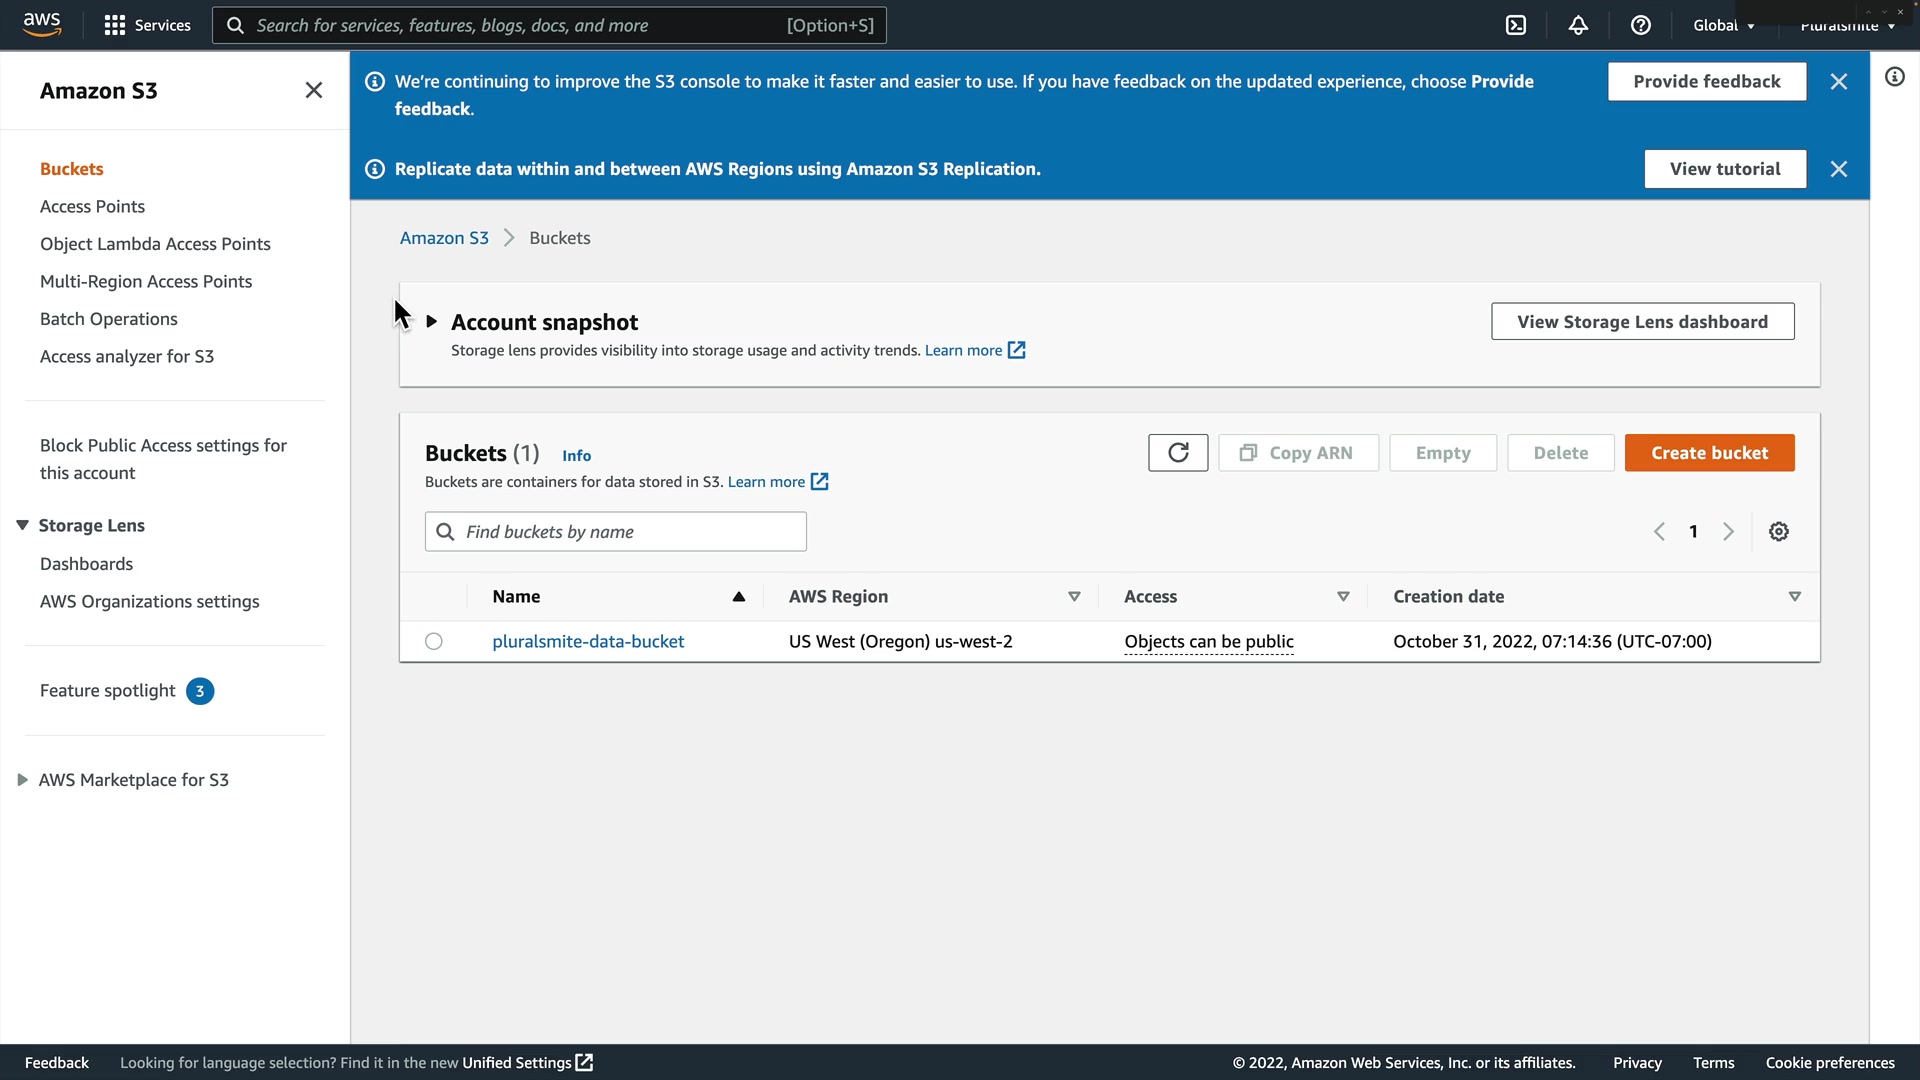 aws
Services
Search for services, features, blogs, docs, and more
[Option+S]
Global
Pluralsmite
Amazon S3
Buckets
Access Points
Object Lambda Access Points
Multi-Region Access Points
Batch Operations
Access analyzer for S3
Block Public Access settings for
this account
Storage Lens
Dashboards
AWS Organizations settings
Feature spotlight 3
AWS Marketplace for S3
We’re continuing to improve the S3 console to make it faster and easier to use. If you have feedback on the updated experience, choose Provide
feedback.
Provide feedback
Replicate data within and between AWS Regions using Amazon S3 Replication.
View tutorial
Amazon S3 Buckets
Account snapshot
Storage lens provides visibility into storage usage and activity trends. Learn more
View Storage Lens dashboard
Buckets (1) Info
Buckets are containers for data stored in S3. Learn more
Copy ARN
Empty
Delete
Create bucket
Find buckets by name
1
Name AWS Region Access Creation date
pluralsmite-data-bucket US West (Oregon) us-west-2 Objects can be public October 31, 2022, 07:14:36 (UTC-07:00)
Feedback Looking for language selection? Find it in the new Unified Settings © 2022, Amazon Web Services, Inc. or its affiliates. Privacy Terms Cookie preferences